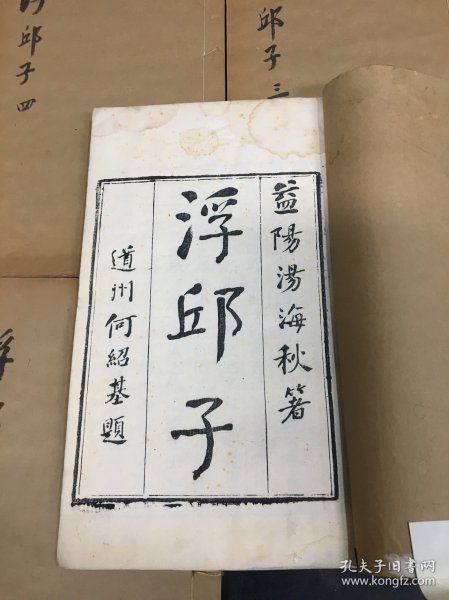 益陽湯海秋箸
浮邱子
道州何紹基題
邱子三
邱子四
孔夫子旧书网
www.kongfz.com